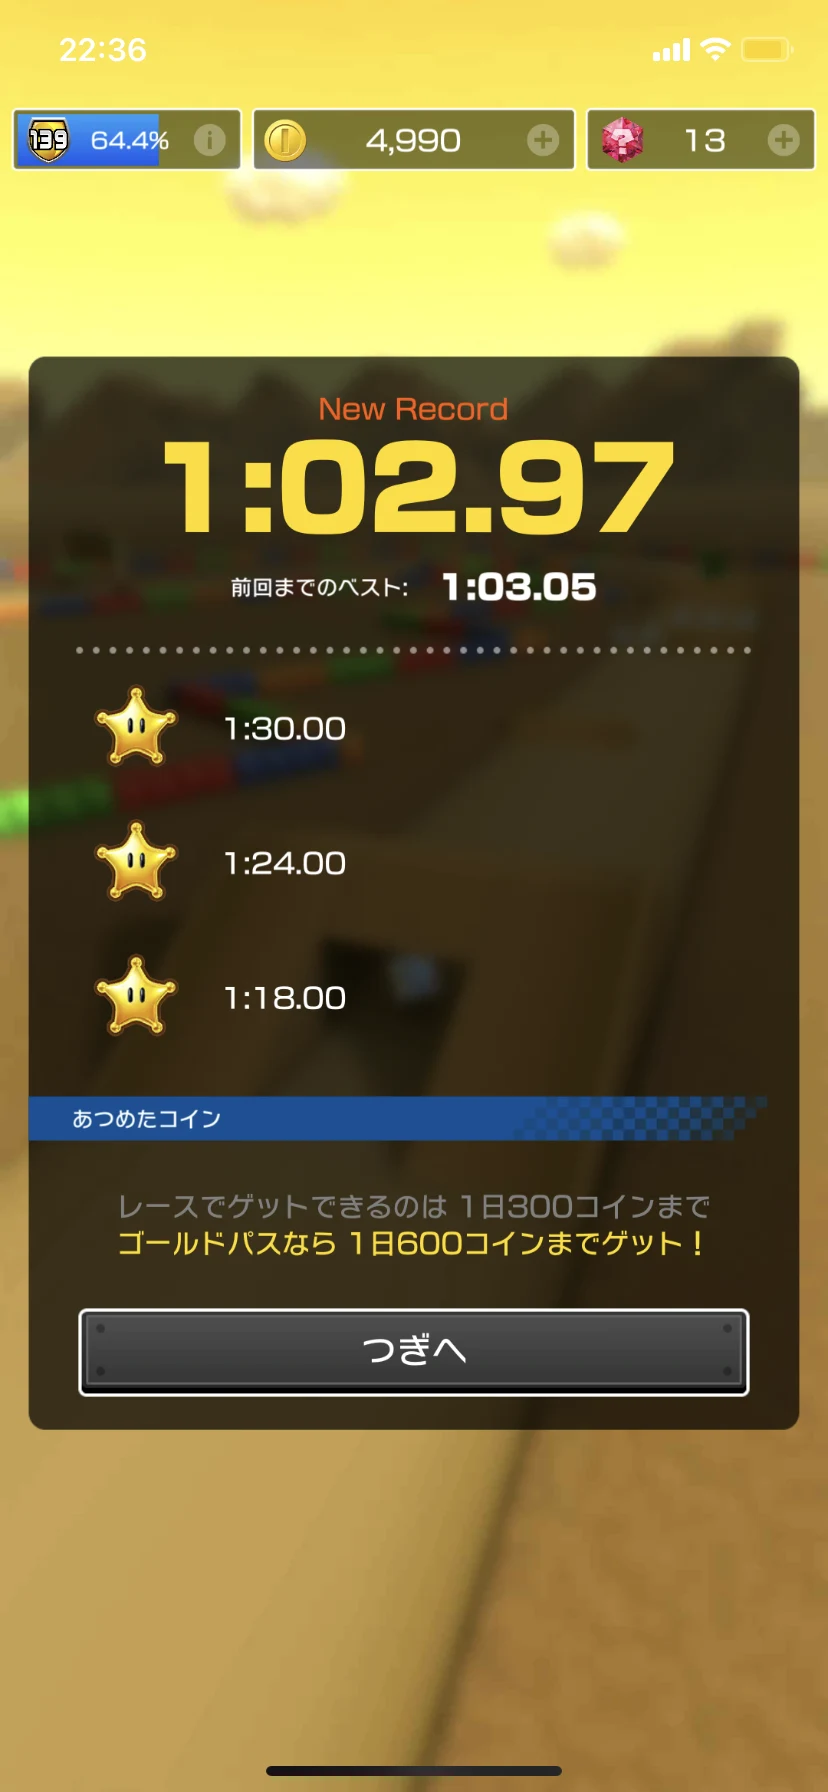 22:36
139 64.4% i 4,990 + ? 13 +
New Record
1:02.97
前回までのベスト: 1:03.05
1:30.00
1:24.00
1:18.00
あつめたコイン
レースでゲットできるのは 1日300コインまで
ゴールドパスなら 1日600コインまでゲット！
つぎへ